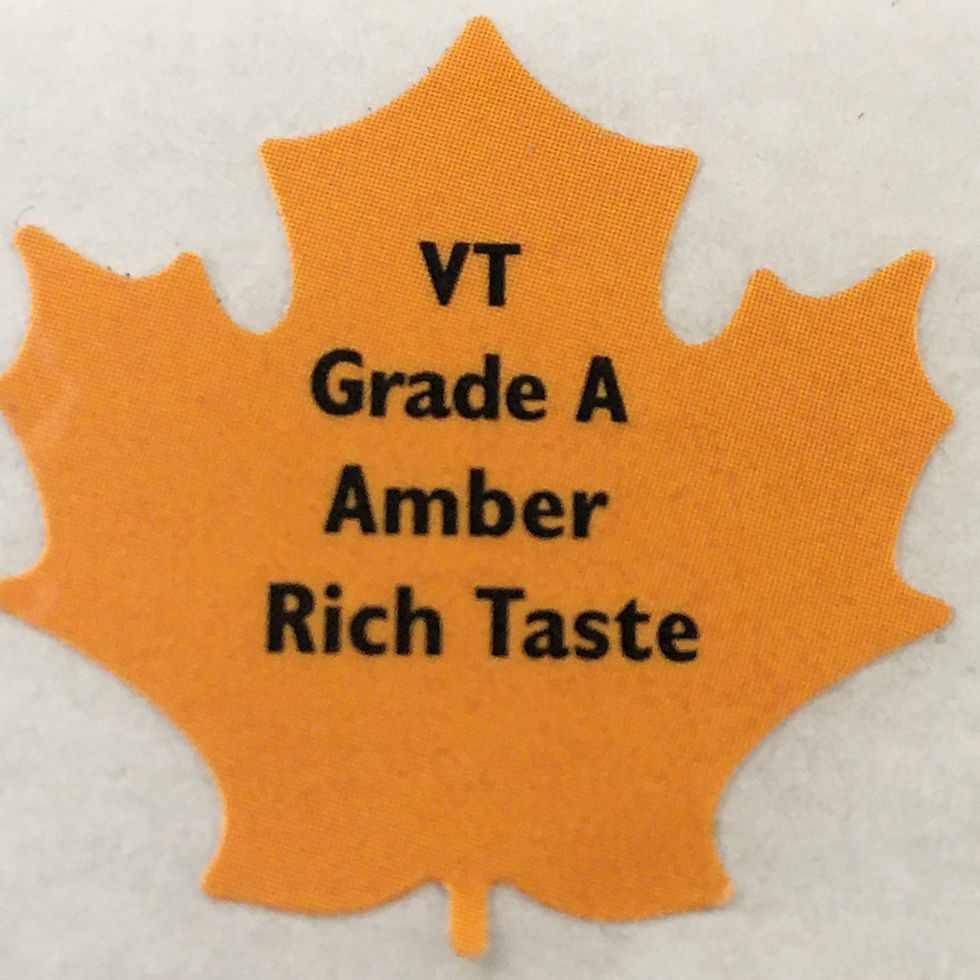 VT
Grade A
Amber
Rich Taste